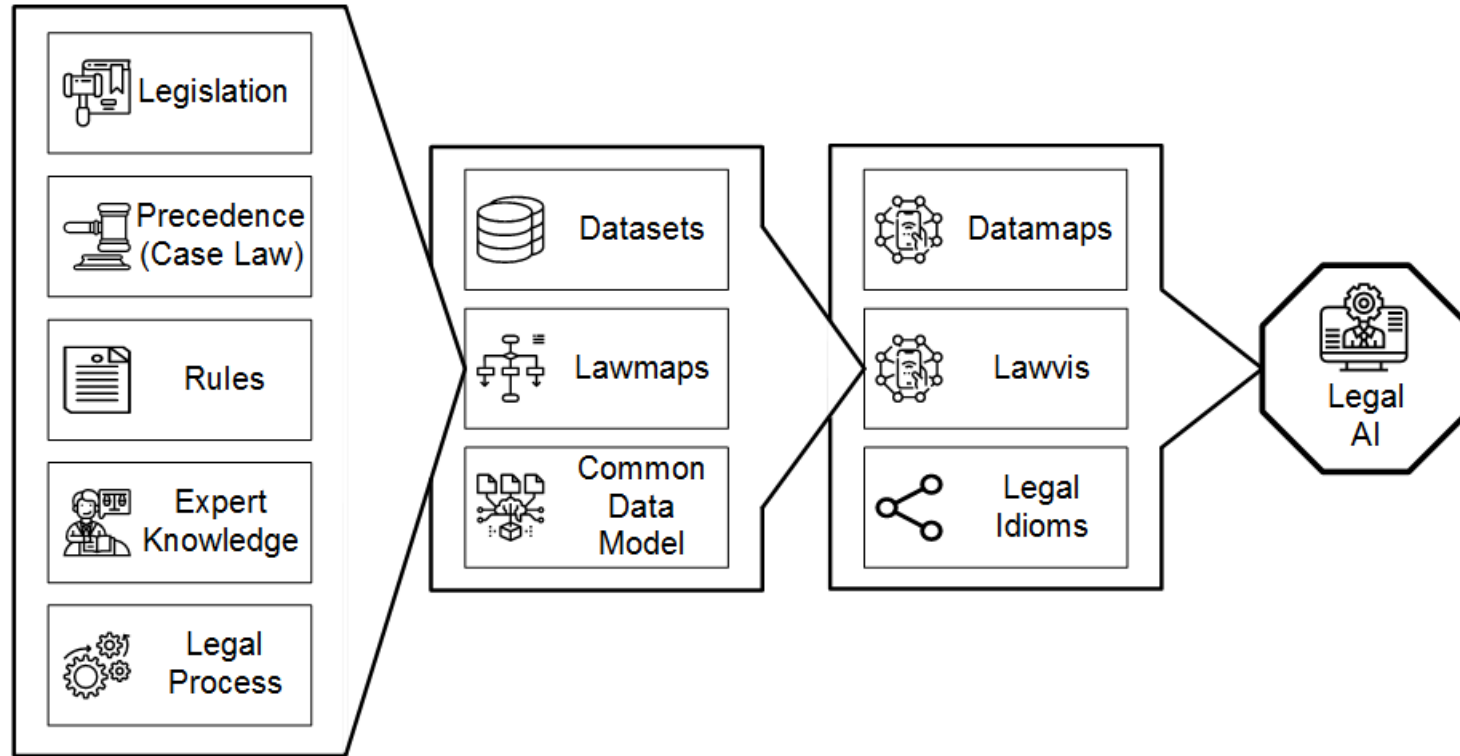 Legislation
Precedence
(Case Law)
Rules
Expert
Knowledge
Legal
Process
Datasets
Lawmaps
Common
Data
Model
Datamaps
Lawvis
Legal
Idioms
Legal
AI